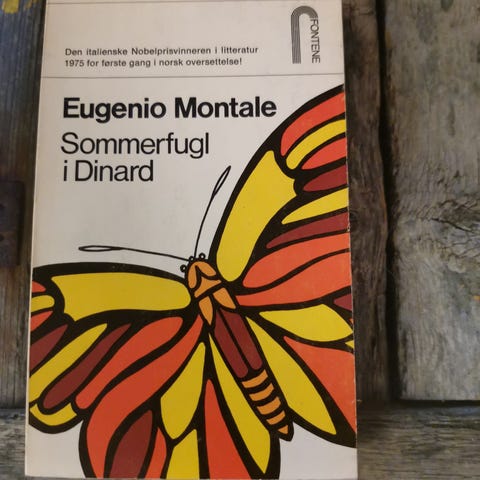 FONTENE
Den italienske Nobelprisvinneren i litteratur
1975 for første gang i norsk oversettelse!
Eugenio Montale
Sommerfugl
i Dinard